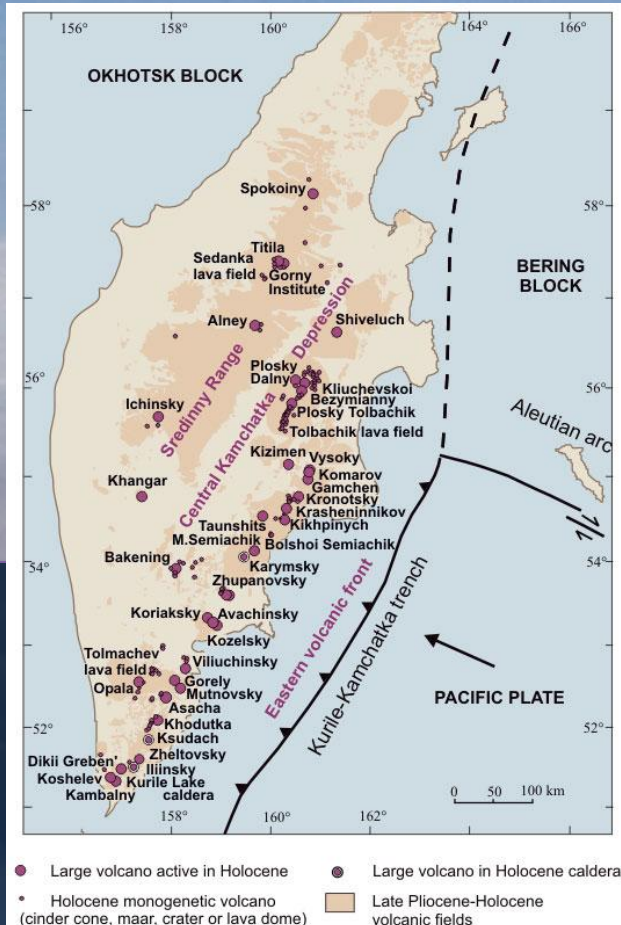 156° 158° 160° 164° 166°
OKHOTSK BLOCK
Spokoiny
58° 58°
Titila
Sedanka
lava field
Gorny
Institute
BERING
BLOCK
Alney
Shiveluch
Sredinny Range
Central Kamchatka Depression
Plosky
Dalny
56° 56°
Kliuchevskoi
Bezymianny
Plosky Tolbachik
Tolbachik lava field
Ichinsky
Aleutian arc
Kizimen
Vysoky
Komarov
Gamchen
Khangar
Kronotsky
Krasheninnikov
Kikhpinych
Taunshits
M.Semiachik
Bolshoi Semiachik
54° 54°
Bakening
Karymsky
Zhupanovsky
Koriaksky
Avachinsky
Kozelsky
Eastern volcanic front
Kurile-Kamchatka trench
Tolmachev
lava field
Viliuchinsky
Opala
Gorely
Mutnovsky
PACIFIC PLATE
Asacha
52° 52°
Khodutka
Ksudach
Zheltovsky
Dikii Greben'
Iliinsky
Koshelev
Kurile Lake
caldera
Kambalny
0 50 100 km
158° 160° 162° 164°
Large volcano active in Holocene
Large volcano in Holocene caldera
Holocene monogenetic volcano
(cinder cone, maar, crater or lava dome)
Late Pliocene-Holocene
volcanic fields